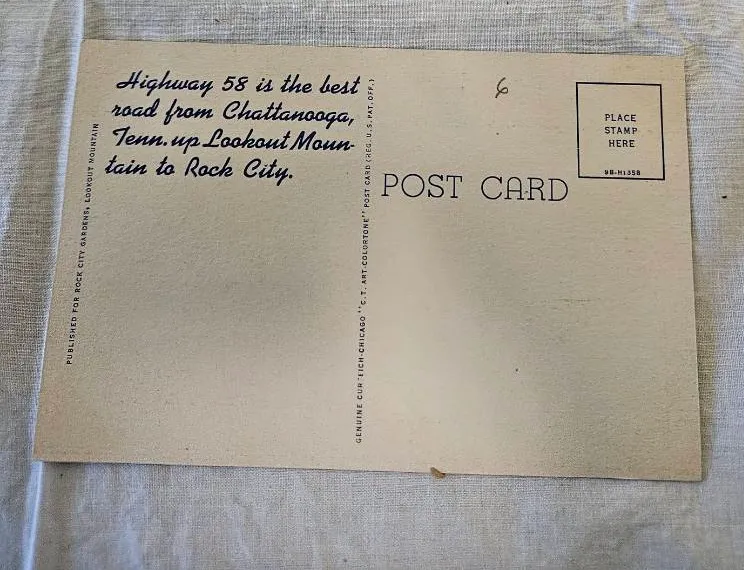 Highway 58 is the best
road from Chattanooga,
Tenn. up Lookout Moun-
tain to Rock City.
PUBLISHED FOR ROCK CITY GARDENS, LOOKOUT MOUNTAIN
GENUINE CUR TEICH-CHICAGO "C.T. ART-COLORTONE" POST CARD (REG. U.S. PAT. OFF.)
6
POST CARD
PLACE
STAMP
HERE
9B-H1358